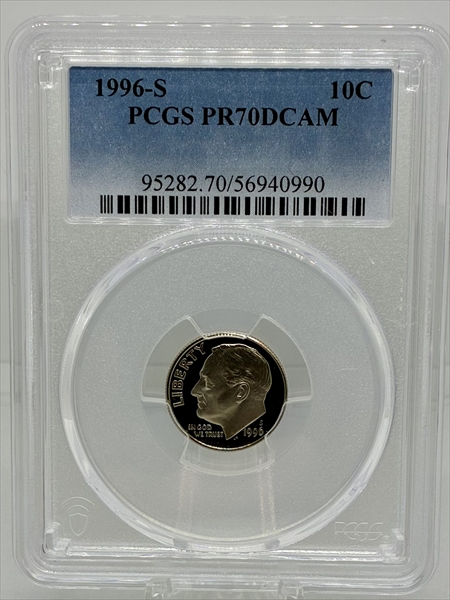 1996-S 10C
PCGS PR70DCAM
95282.70/56940990
LIBERTY
IN GOD
WE TRUST
S
1996
PCGS